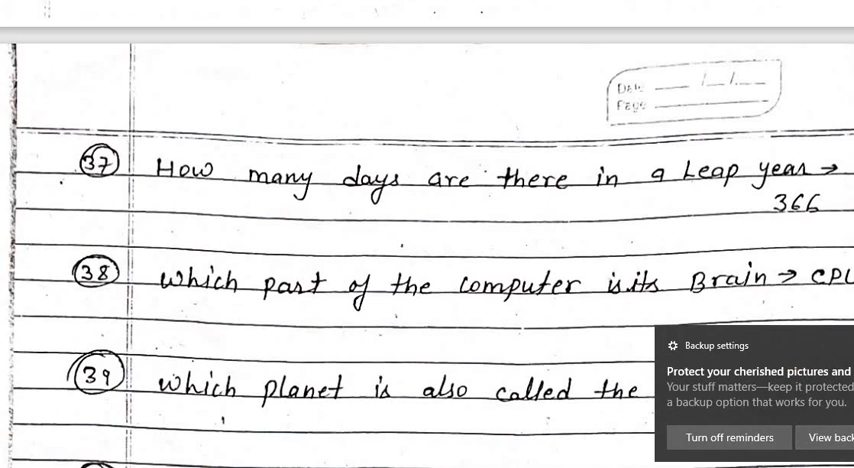 Date
Page
37 How many days are there in a Leap year →
366
38 which part of the computer is its Brain → CPU
39 which planet is also called the
Backup settings
Protect your cherished pictures and
Your stuff matters—keep it protected
a backup option that works for you.
Turn off reminders
View back